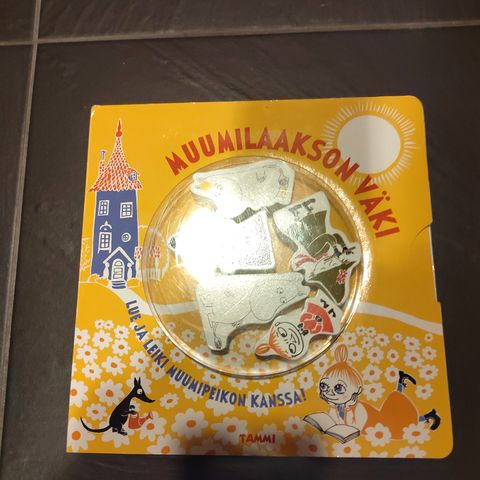 MUUMILAAKSON VÄKI
LUE JA LEIKI MUUMIPEIKON KANSSA!
TAMMI